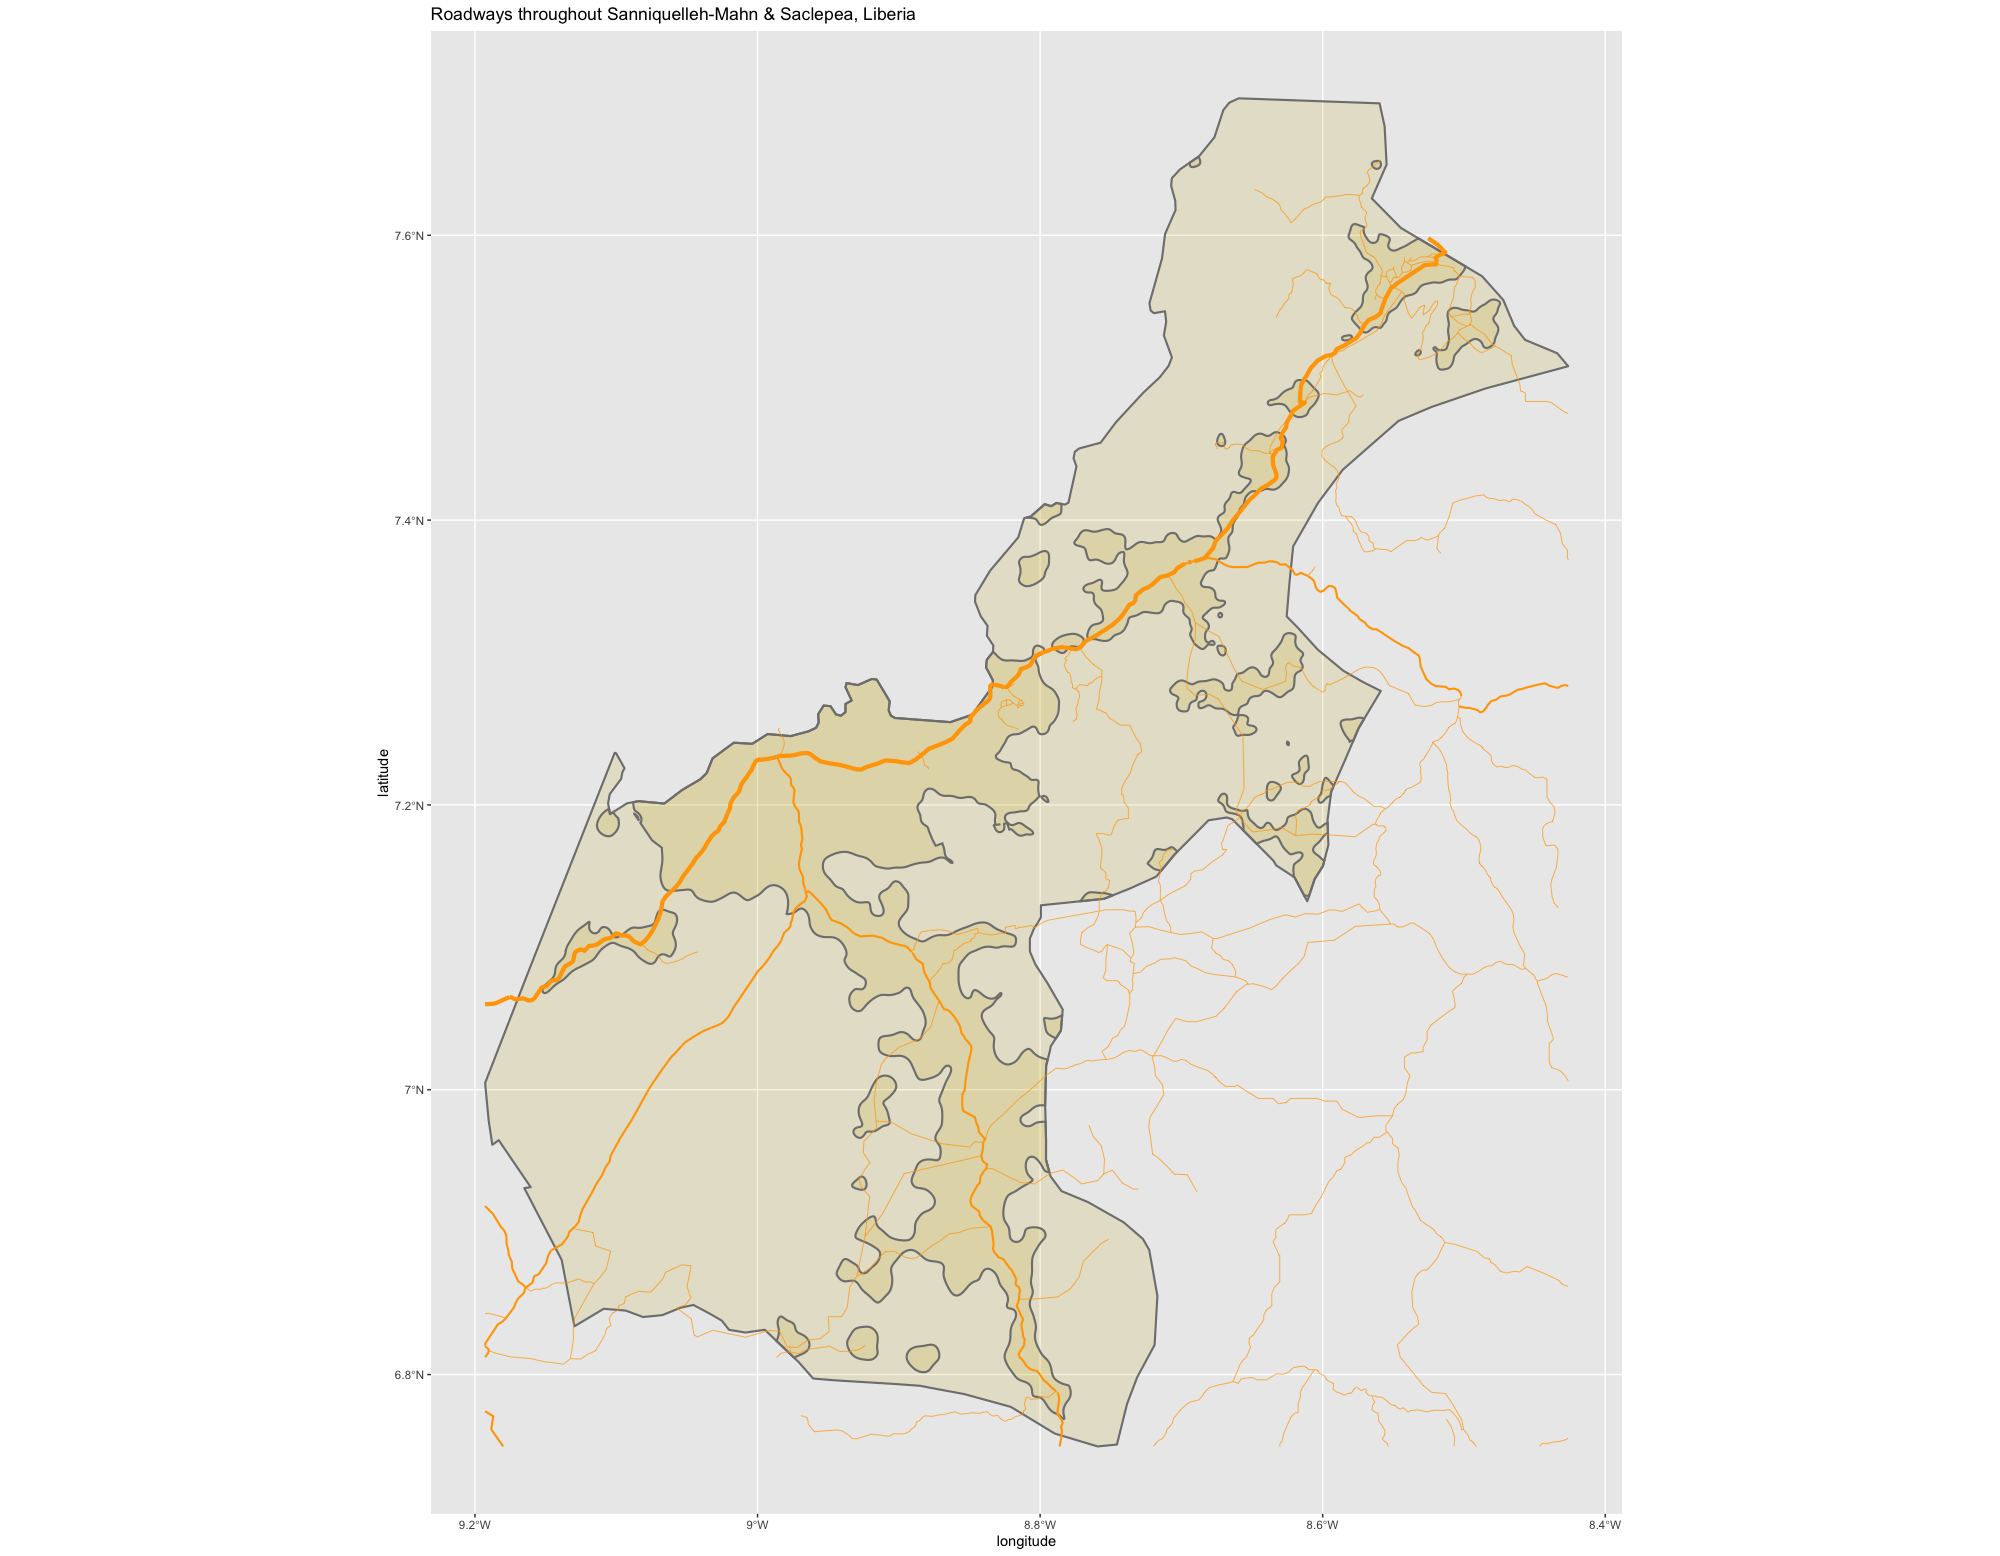 Roadways throughout Sanniquelleh-Mahn & Saclepea, Liberia
7.6°N
7.4°N
7.2°N
7°N
6.8°N
latitude
9.2°W
9°W
8.8°W
8.6°W
8.4°W
longitude